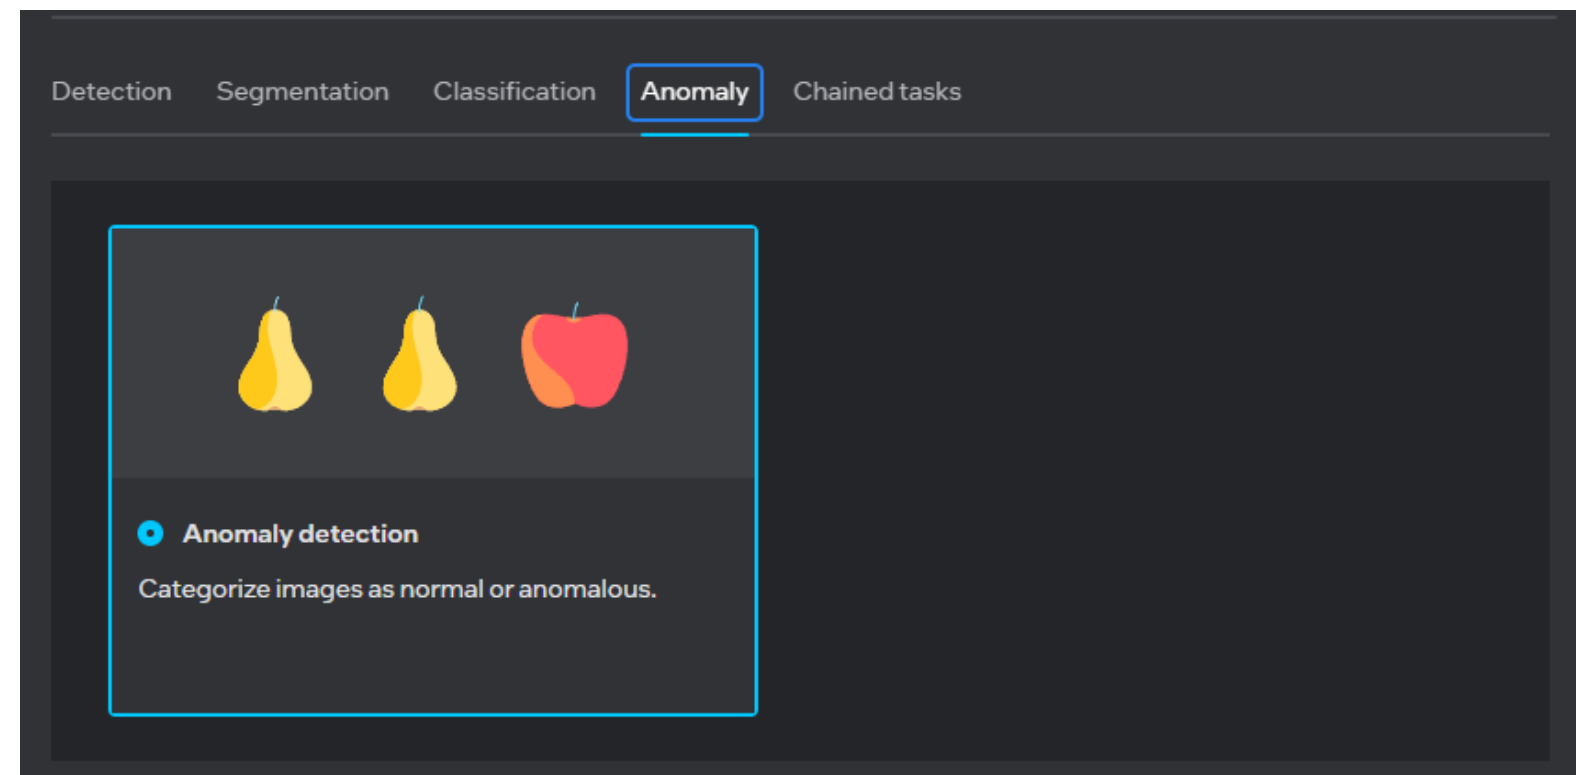 Detection Segmentation Classification Anomaly Chained tasks
Anomaly detection
Categorize images as normal or anomalous.